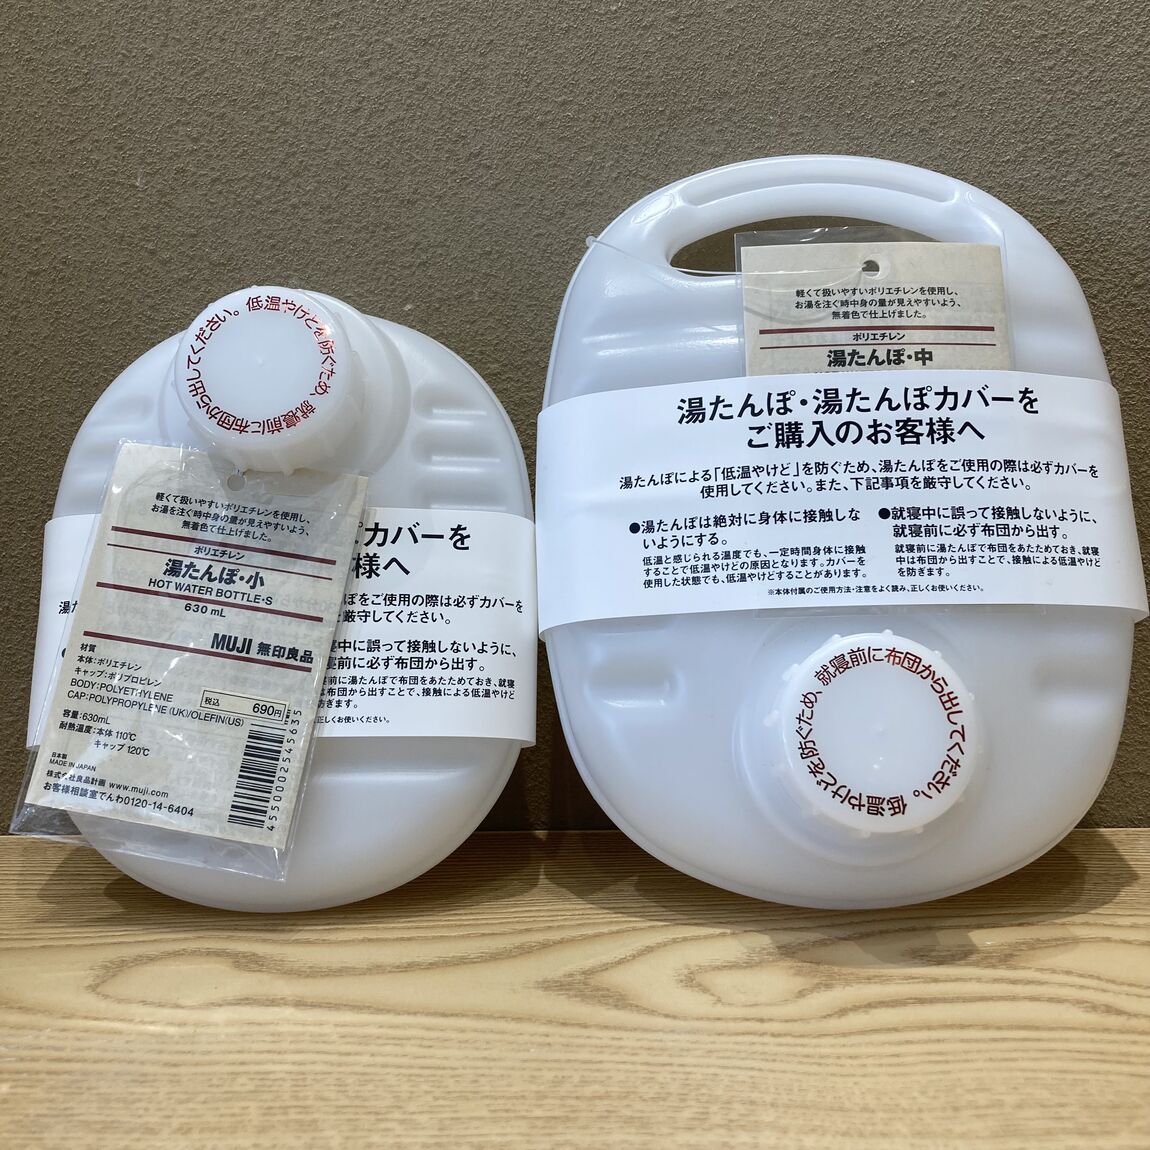 低温やけどを防ぐため、就寝前に布団から出してください。
軽くて扱いやすいポリエチレンを使用し、
お湯を注ぐ時中身の量が見えやすいよう、
無着色で仕上げました。
ポリエチレン
湯たんぽ・小
HOT WATER BOTTLE・S
630 mL
MUJI 無印良品
材質
本体:ポリエチレン
キャップ:ポリプロピレン
BODY:POLYETHYLENE
CAP:POLYPROPYLENE (UK)/OLEFIN(US)
税込 690円
容量:630mL
耐熱温度:本体 110℃
キャップ 120℃
日本製
MADE IN JAPAN
株式会社良品計画 www.muji.com
お客様相談室でんわ0120-14-6404
4550002545635
カバーを
様へ
をご使用の際は必ずカバーを
厳守してください。
中に誤って接触しないように、
前に必ず布団から出す。
前に湯たんぽで布団をあたためておき、就寝
は布団から出すことで、接触による低温やけど
防ぎます。
正しくお使いください。
軽くて扱いやすいポリエチレンを使用し、
お湯を注ぐ時中身の量が見えやすいよう、
無着色で仕上げました。
ポリエチレン
湯たんぽ・中
湯たんぽ・湯たんぽカバーを
ご購入のお客様へ
湯たんぽによる「低温やけど」を防ぐため、湯たんぽをご使用の際は必ずカバーを
使用してください。また、下記事項を厳守してください。
●湯たんぽは絶対に身体に接触しな
いようにする。
低温と感じられる温度でも、一定時間身体に接触
することで低温やけどの原因となります。カバーを
使用した状態でも、低温やけどすることがあります。
●就寝中に誤って接触しないように、
就寝前に必ず布団から出す。
就寝前に湯たんぽで布団をあたためておき、就寝
中は布団から出すことで、接触による低温やけど
を防ぎます。
※本体付属のご使用方法・注意をよく読み、正しくお使いください。
低温やけどを防ぐため、就寝前に布団から出してください。